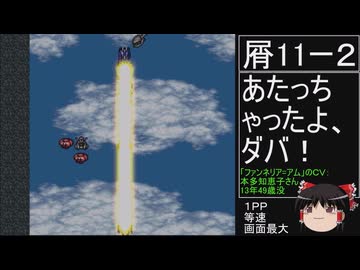 屑11－2
あたっち
ゃったよ、
ダバ！
「ファンネリア=アム」のCV：
本多知恵子さん
13年49歳没
1PP
等速
画面最大